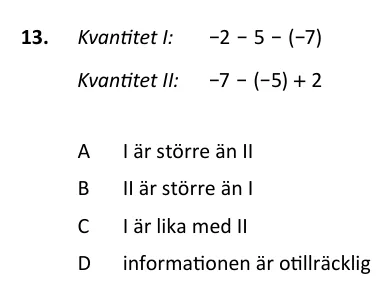 13. Kvantitet I: −2 − 5 − (−7)
Kvantitet II: −7 − (−5) + 2
A I är större än II
B II är större än I
C I är lika med II
D informationen är otillräcklig